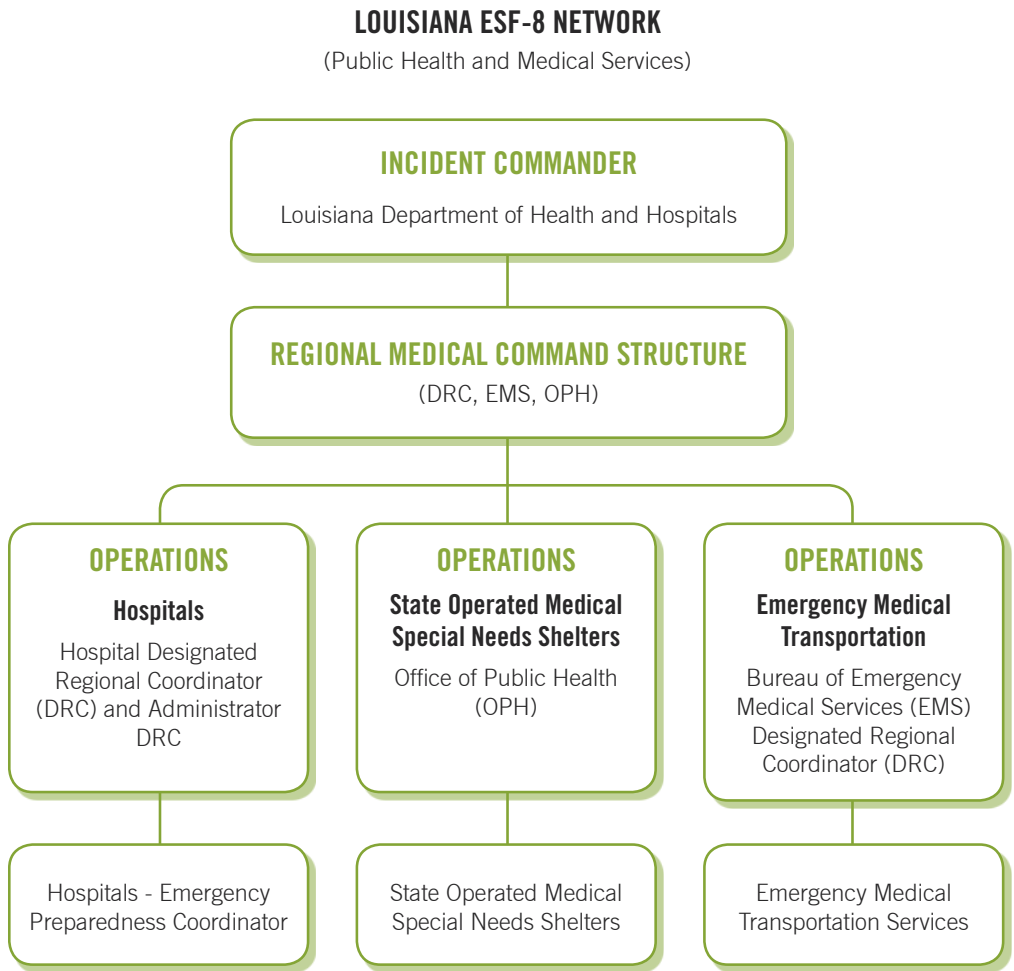 LOUISIANA ESF-8 NETWORK
(Public Health and Medical Services)
INCIDENT COMMANDER
Louisiana Department of Health and Hospitals
REGIONAL MEDICAL COMMAND STRUCTURE
(DRC, EMS, OPH)
OPERATIONS
Hospitals
Hospital Designated
Regional Coordinator
(DRC) and Administrator
DRC
OPERATIONS
State Operated Medical
Special Needs Shelters
Office of Public Health
(OPH)
OPERATIONS
Emergency Medical
Transportation
Bureau of Emergency
Medical Services (EMS)
Designated Regional
Coordinator (DRC)
Hospitals - Emergency
Preparedness Coordinator
State Operated Medical
Special Needs Shelters
Emergency Medical
Transportation Services